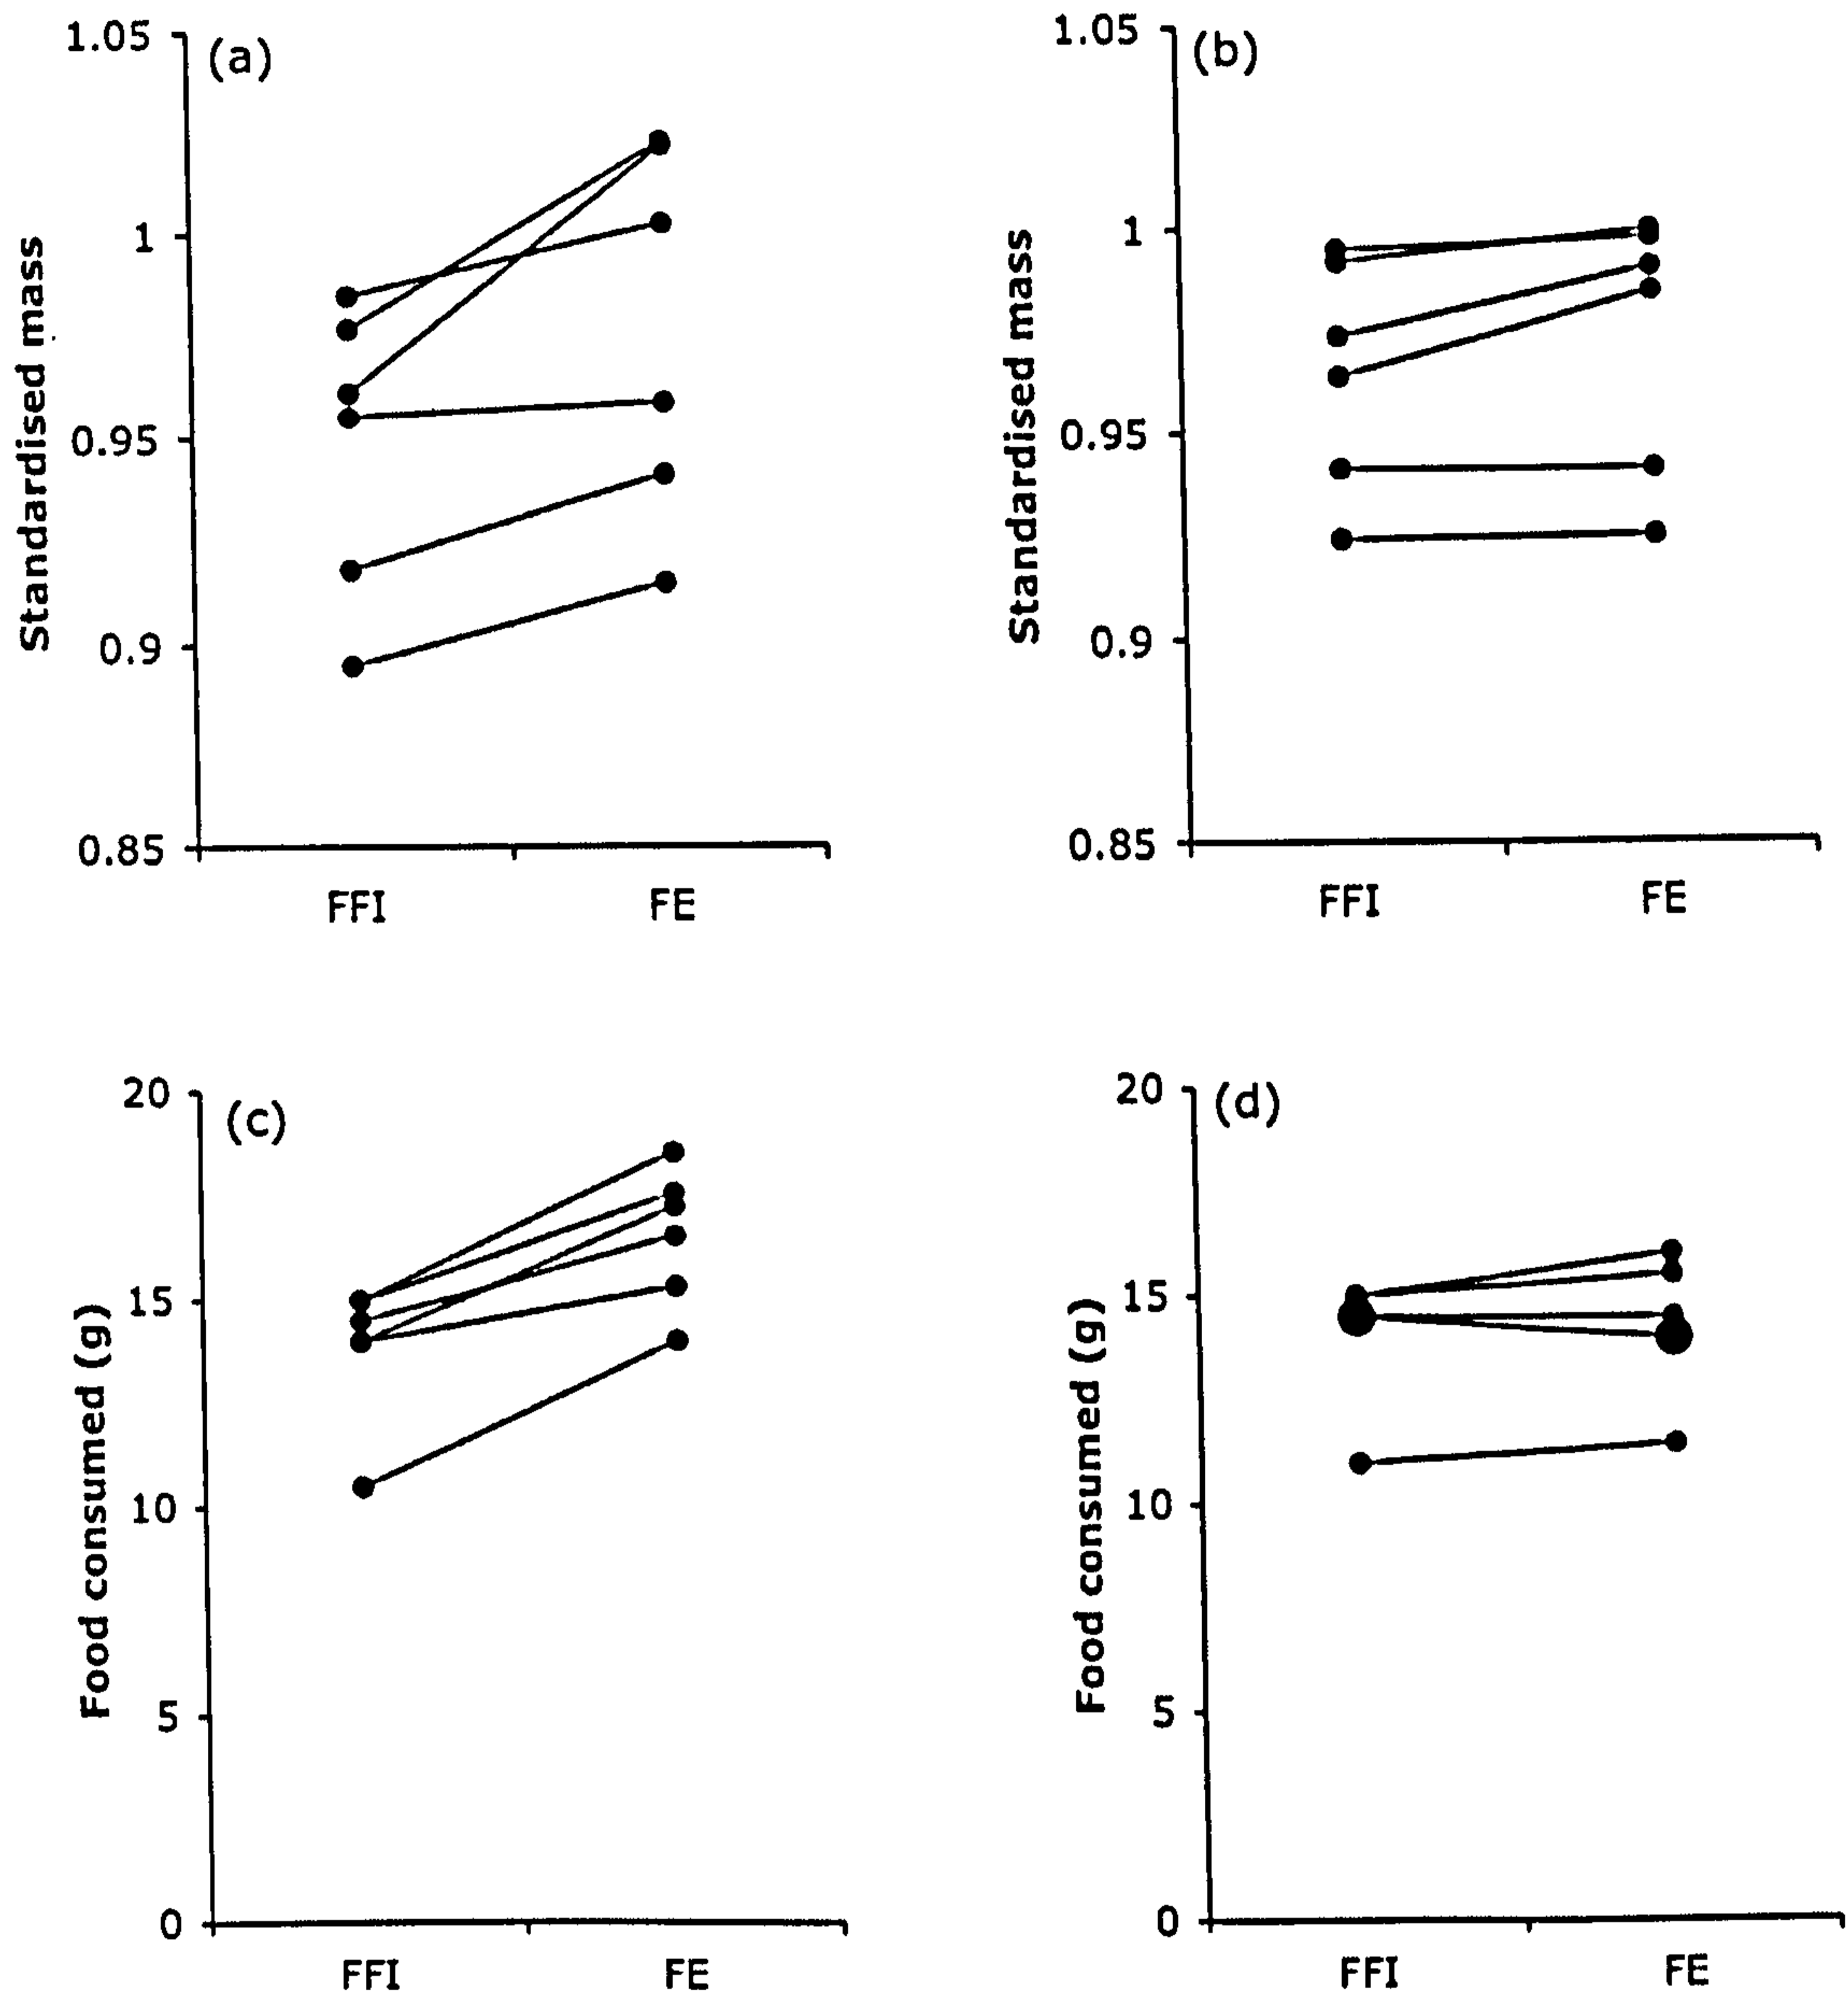 (a)
1.05
1
0.95
0.9
0.85
Standardised mass
FFI FE
(b)
1.05
1
0.95
0.9
0.85
Standardised mass
FFI FE
(c)
20
15
10
5
0
Food consumed (g)
FFI FE
(d)
20
15
10
5
0
Food consumed (g)
FFI FE